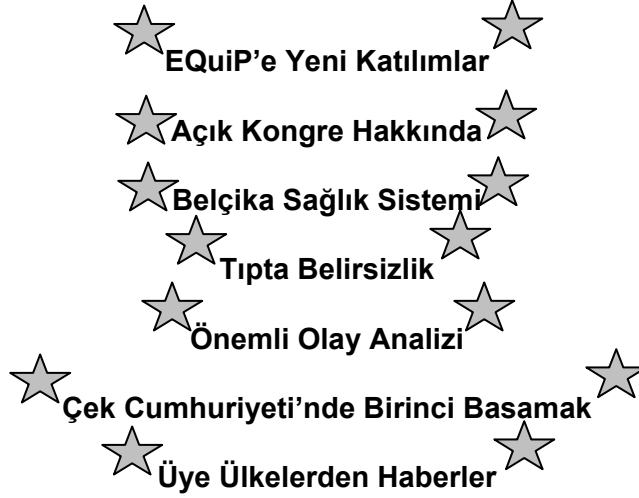 EQuiP’e Yeni Katılımlar
Açık Kongre Hakkında
Belçika Sağlık Sistemi
Tıpta Belirsizlik
Önemli Olay Analizi
Çek Cumhuriyeti’nde Birinci Basamak
Üye Ülkelerden Haberler